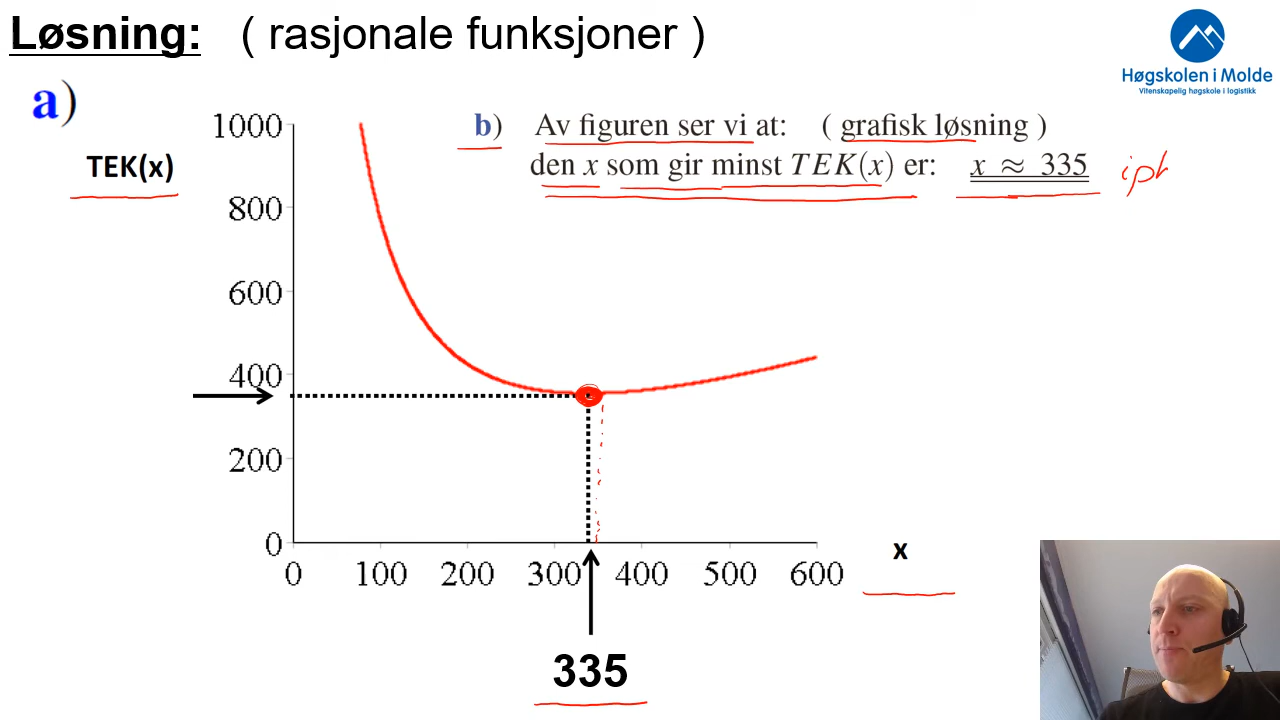 Løsning: ( rasjonale funksjoner )
Høgskolen i Molde
Vitenskapelig høgskole i logistikk
a)
TEK(x)
b) Av figuren ser vi at: ( grafisk løsning )
den x som gir minst TEK(x) er: x ≈ 335
1000
800
600
400
200
0
0 100 200 300 400 500 600
x
335